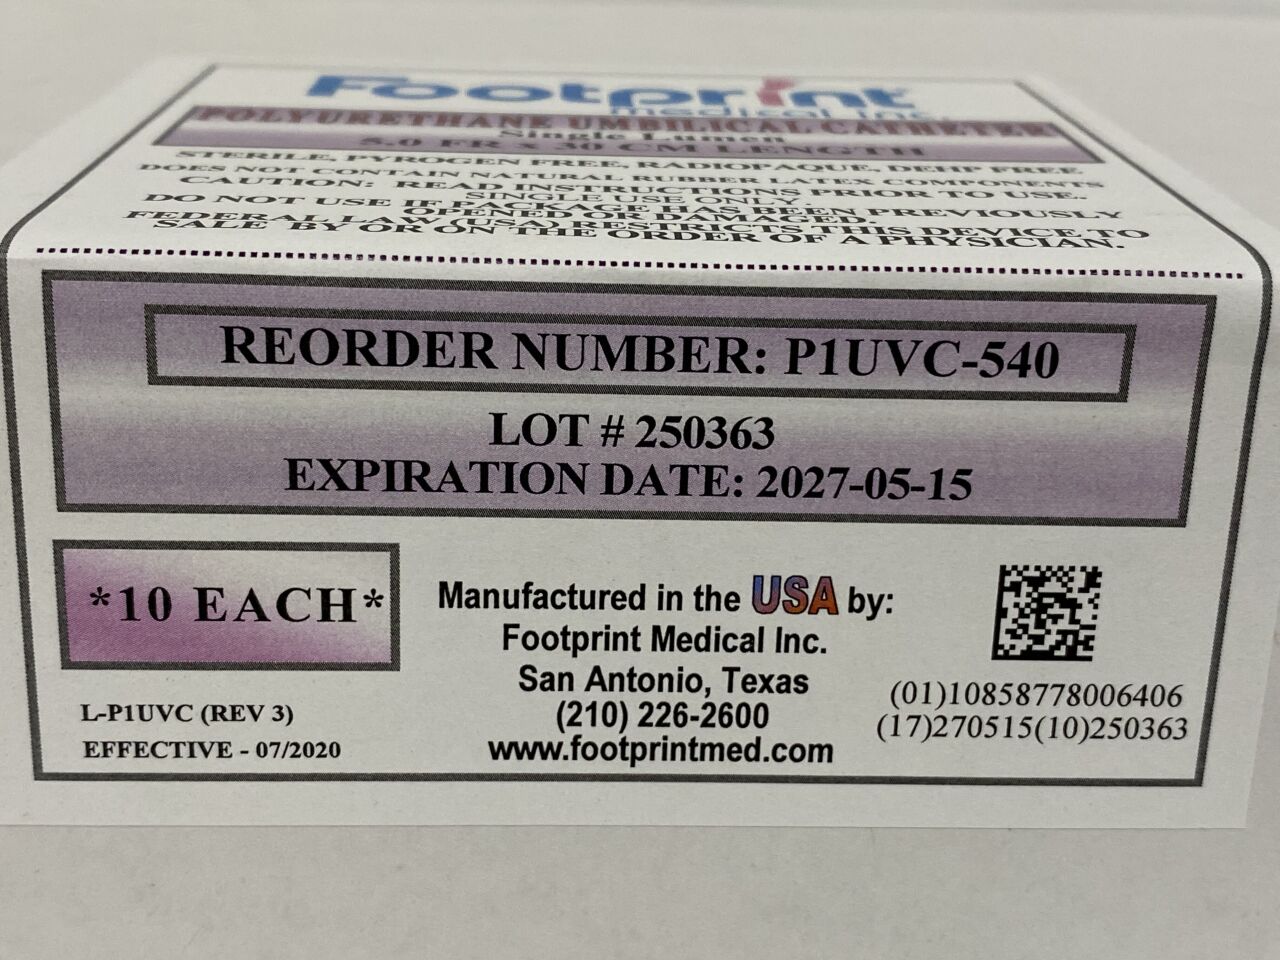 Footprint
medical inc.
POLYURETHANE UMBILICAL CATHETER
Single Lumen
5.0 FR x 30 CM LENGTH
STERILE, PYROGEN FREE, RADIOPAQUE, DEHP FREE
DOES NOT CONTAIN NATURAL RUBBER LATEX COMPONENTS
CAUTION: READ INSTRUCTIONS PRIOR TO USE.
SINGLE USE ONLY.
DO NOT USE IF PACKAGE HAS BEEN PREVIOUSLY
OPENED OR DAMAGED.
FEDERAL LAW (USA) RESTRICTS THIS DEVICE TO
SALE BY OR ON THE ORDER OF A PHYSICIAN.
REORDER NUMBER: P1UVC-540
LOT # 250363
EXPIRATION DATE: 2027-05-15
*10 EACH*
L-P1UVC (REV 3)
EFFECTIVE - 07/2020
Manufactured in the USA by:
Footprint Medical Inc.
San Antonio, Texas
(210) 226-2600
www.footprintmed.com
(01)10858778006406
(17)270515(10)250363